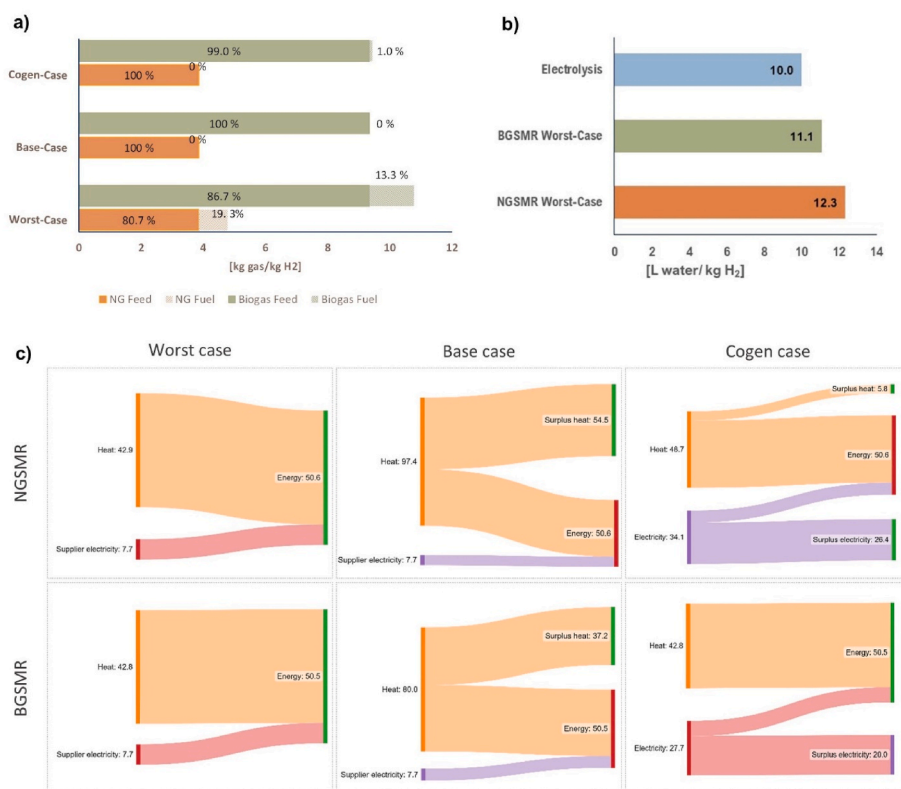 a)
99.0 %
1.0 %
Cogen-Case
0 %
100 %
100 %
0 %
Base-Case
0 %
100 %
13.3 %
86.7 %
Worst-Case
19.3%
80.7 %
0 2 4 6 8 10 12
[kg gas/kg H2]
NG Feed NG Fuel Biogas Feed Biogas Fuel
b)
Electrolysis 10.0
BGSMR Worst-Case 11.1
NGSMR Worst-Case 12.3
0 2 4 6 8 10 12 14
[L water/ kg H₂]
c)
Worst case Base case Cogen case
NGSMR
Heat: 42.9
Energy: 50.6
Supplier electricity: 7.7
Surplus heat: 54.5
Heat: 97.4
Energy: 50.6
Supplier electricity: 7.7
Surplus heat: 5.8
Heat: 48.7
Energy: 50.6
Electricity: 34.1
Surplus electricity: 26.4
BGSMR
Heat: 42.8
Energy: 50.5
Supplier electricity: 7.7
Surplus heat: 37.2
Heat: 80.0
Energy: 50.5
Supplier electricity: 7.7
Heat: 42.8
Energy: 50.5
Electricity: 27.7
Surplus electricity: 20.0